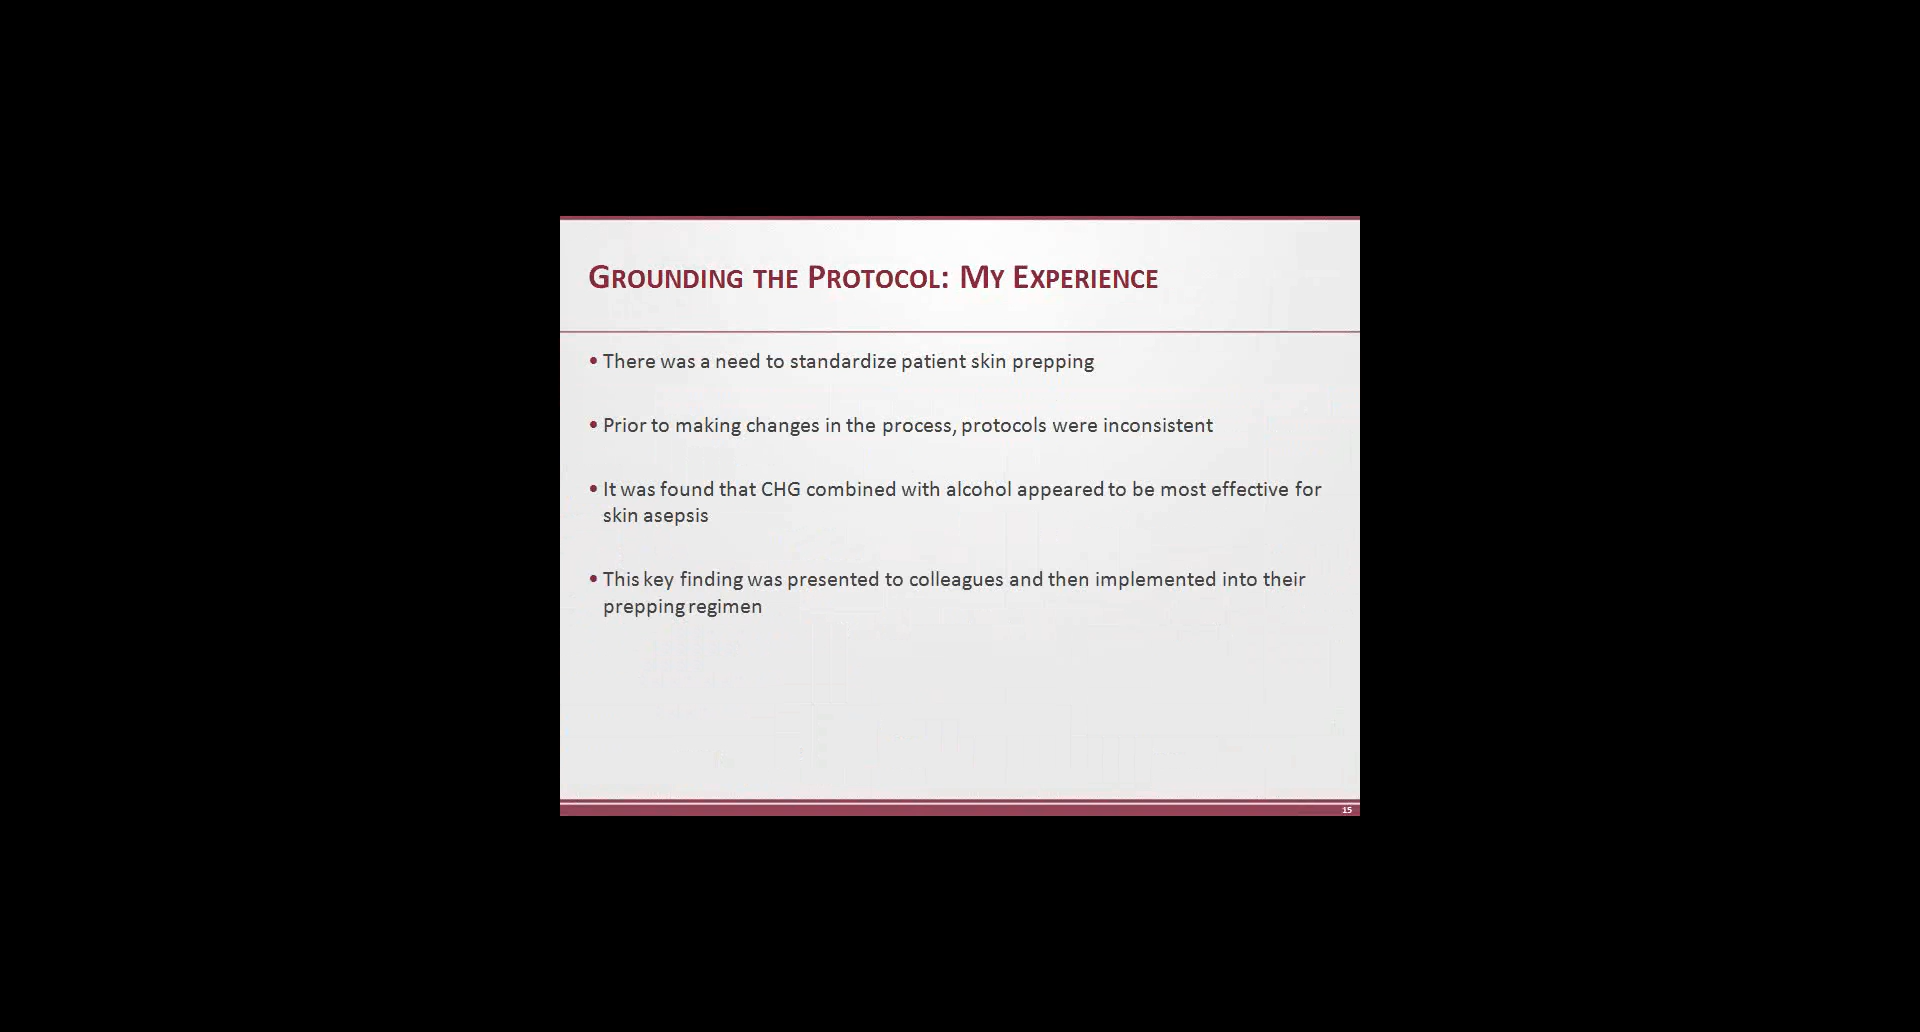 GROUNDING THE PROTOCOL: MY EXPERIENCE
• There was a need to standardize patient skin prepping
• Prior to making changes in the process, protocols were inconsistent
• It was found that CHG combined with alcohol appeared to be most effective for
skin asepsis
• This key finding was presented to colleagues and then implemented into their
prepping regimen
15